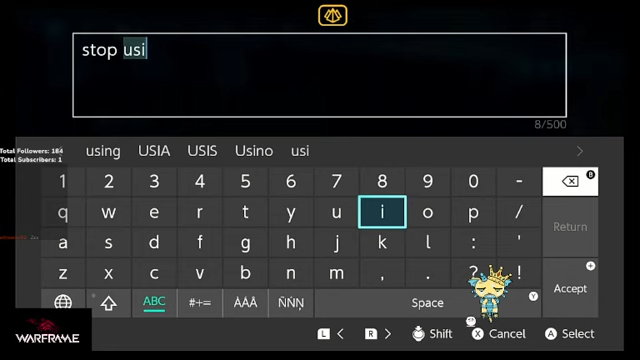 stop usi
8/500
Total Followers: 184
Total Subscribers: 1
using USIA USIS Usino usi
1 2 3 4 5 6 7 8 9 0 -
q w e r t y u i o p /
Return
a s d f g h j k l : '
z x c v b n m , . ? !
Accept
ABC #+= ÀÁÂ ÑŃŅ Space
WARFRAME
L < R > Shift X Cancel A Select